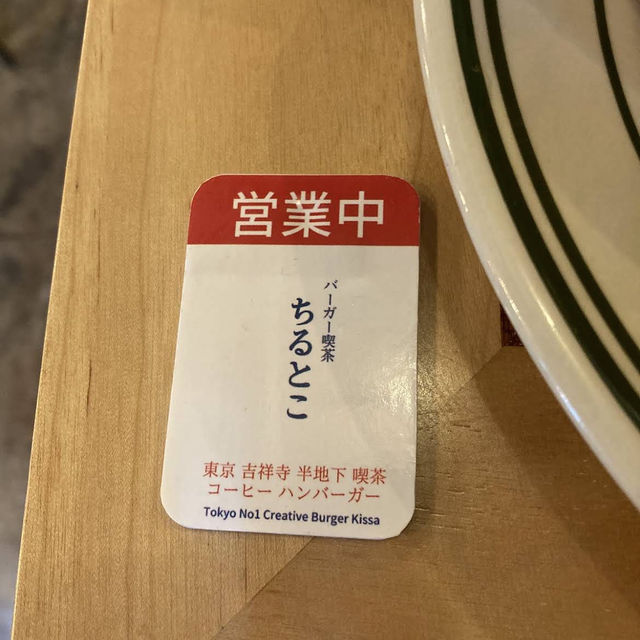 営業中
バーガー喫茶
ちるとこ
東京 吉祥寺 半地下 喫茶
コーヒー ハンバーガー
Tokyo No1 Creative Burger Kissa